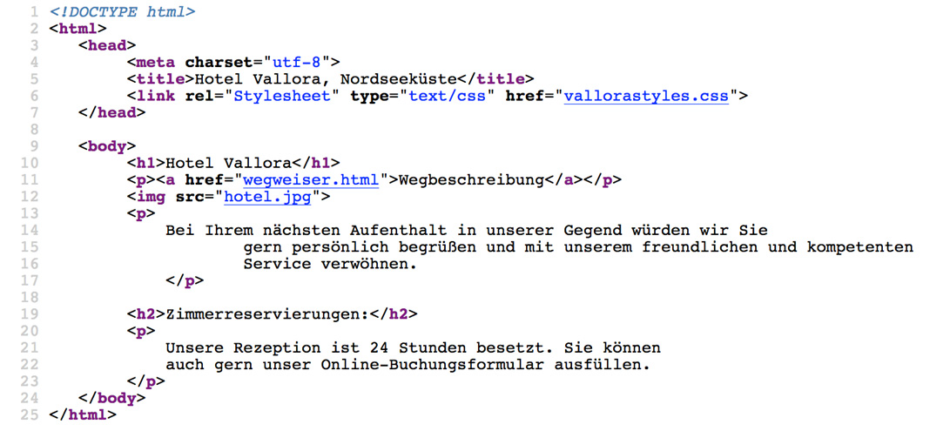 1 <!DOCTYPE html>
2 <html>
3 <head>
4 <meta charset="utf-8">
5 <title>Hotel Vallora, Nordseeküste</title>
6 <link rel="Stylesheet" type="text/css" href="vallorastyles.css">
7 </head>
8
9 <body>
10 <h1>Hotel Vallora</h1>
11 <p><a href="wegweiser.html">Wegbeschreibung</a></p>
12 <img src="hotel.jpg">
13 <p>
14 Bei Ihrem nächsten Aufenthalt in unserer Gegend würden wir Sie
15 gern persönlich begrüßen und mit unserem freundlichen und kompetenten
16 Service verwöhnen.
17 </p>
18
19 <h2>Zimmerreservierungen:</h2>
20 <p>
21 Unsere Rezeption ist 24 Stunden besetzt. Sie können
22 auch gern unser Online-Buchungsformular ausfüllen.
23 </p>
24 </body>
25 </html>